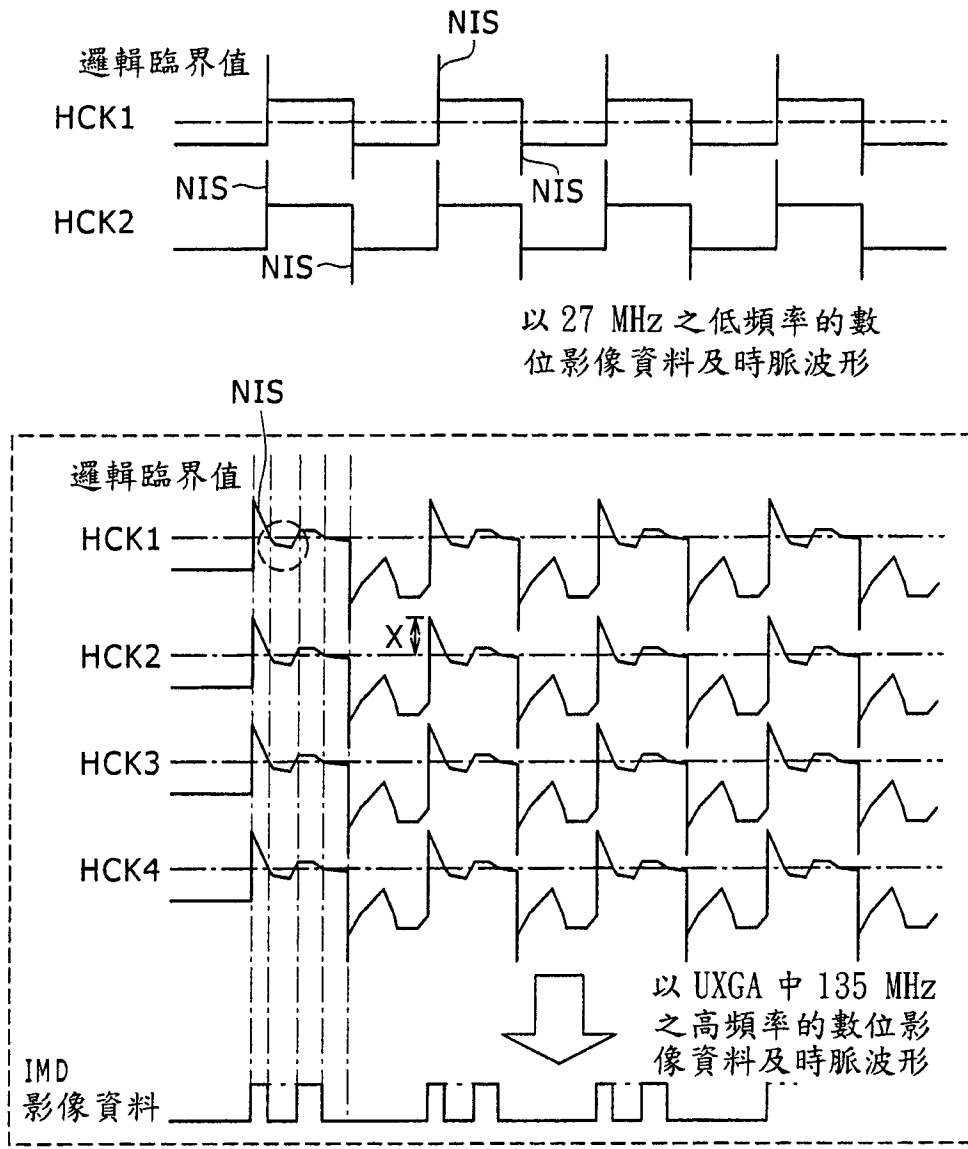 NIS
邏輯臨界值
HCK1
NIS
NIS
HCK2
NIS
以 27 MHz 之低頻率的數
位影像資料及時脈波形
NIS
邏輯臨界值
HCK1
X
HCK2
HCK3
HCK4
以 UXGA 中 135 MHz
之高頻率的數位影
像資料及時脈波形
IMD
影像資料